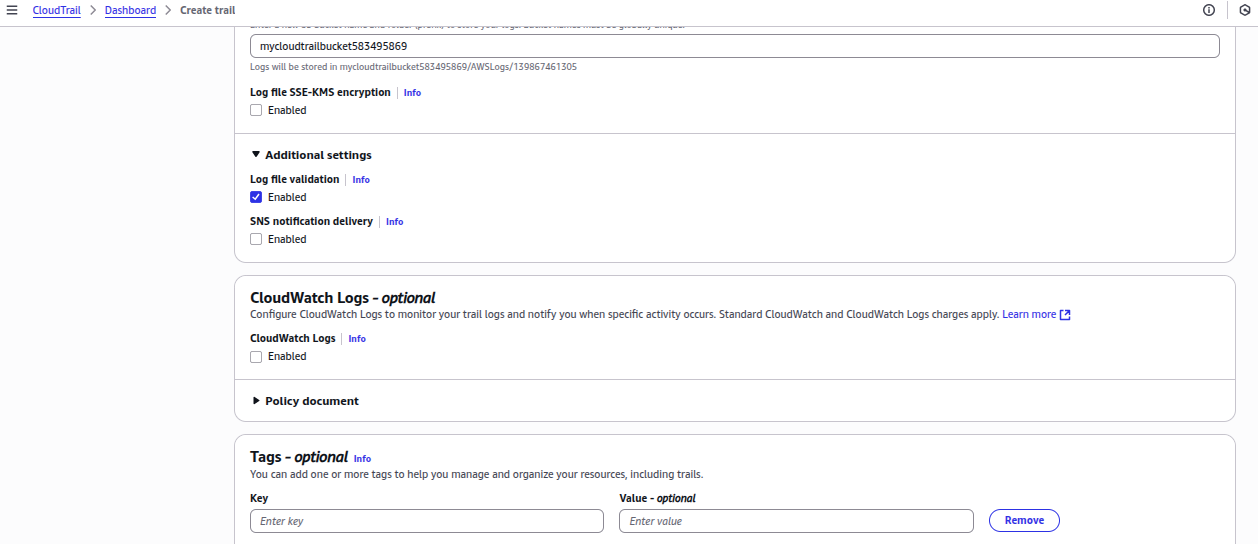 CloudTrail > Dashboard > Create trail
mycloudtrailbucket583495869
Logs will be stored in mycloudtrailbucket583495869/AWSLogs/139867461305
Log file SSE-KMS encryption | Info
Enabled
Additional settings
Log file validation | Info
Enabled
SNS notification delivery | Info
Enabled
CloudWatch Logs - optional
Configure CloudWatch Logs to monitor your trail logs and notify you when specific activity occurs. Standard CloudWatch and CloudWatch Logs charges apply. Learn more
CloudWatch Logs | Info
Enabled
Policy document
Tags - optional Info
You can add one or more tags to help you manage and organize your resources, including trails.
Key Value - optional
Enter key Enter value Remove